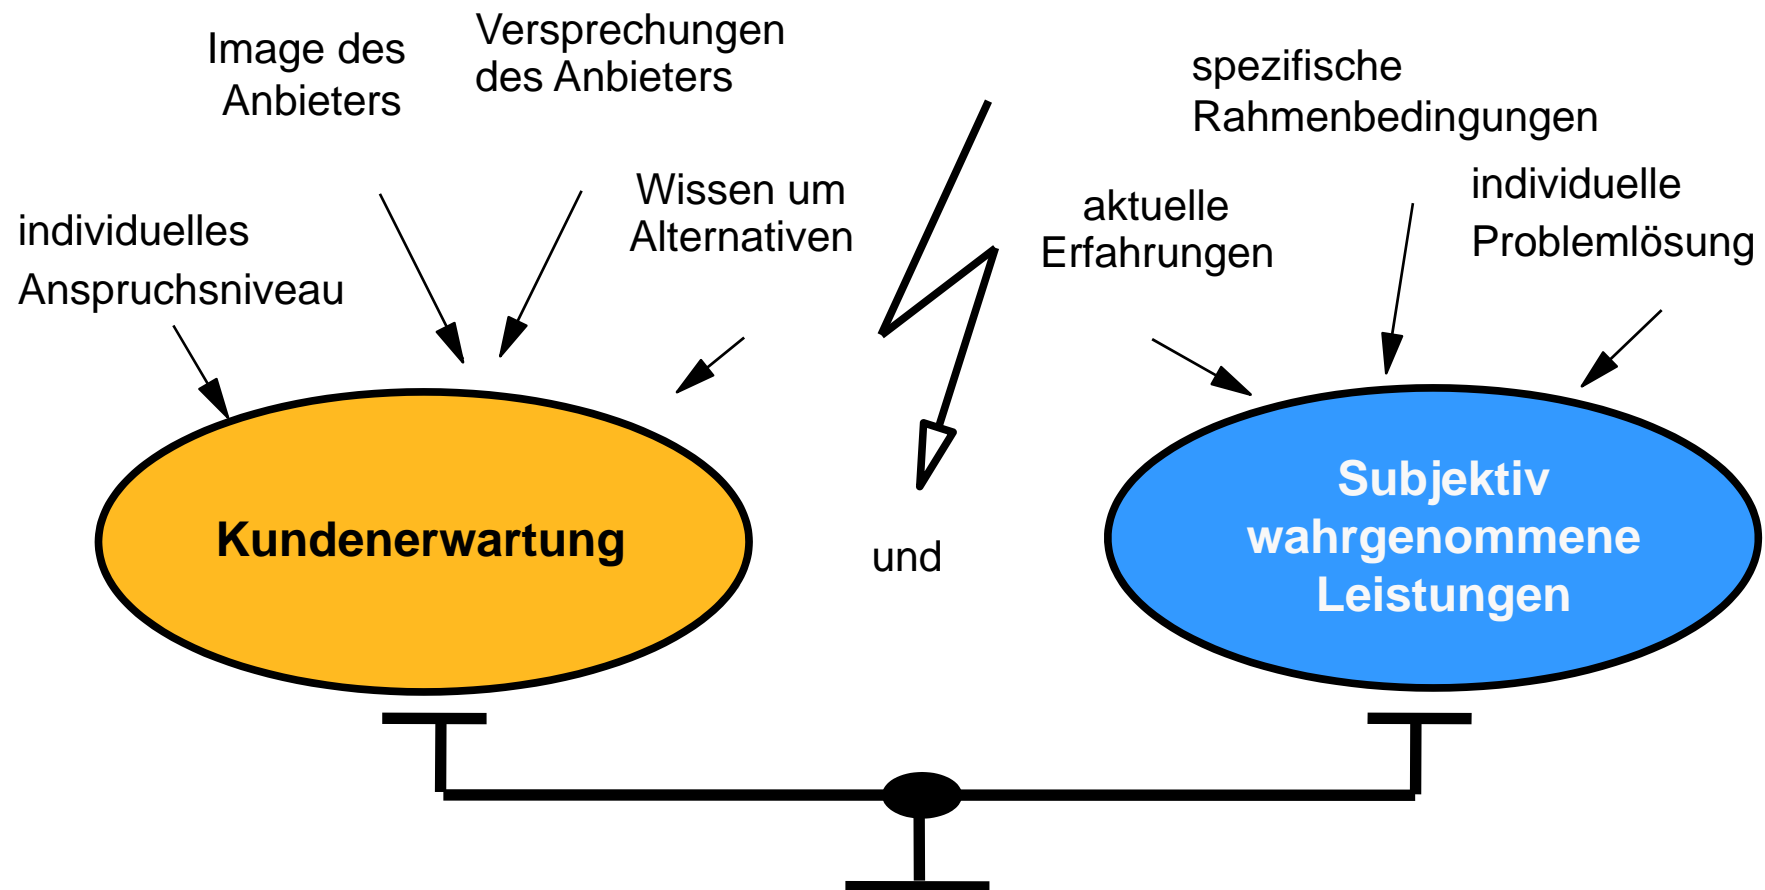 Image des
Anbieters
Versprechungen
des Anbieters
spezifische
Rahmenbedingungen
individuelles
Anspruchsniveau
Wissen um
Alternativen
aktuelle
Erfahrungen
individuelle
Problemlösung
Kundenerwartung
und
Subjektiv
wahrgenommene
Leistungen